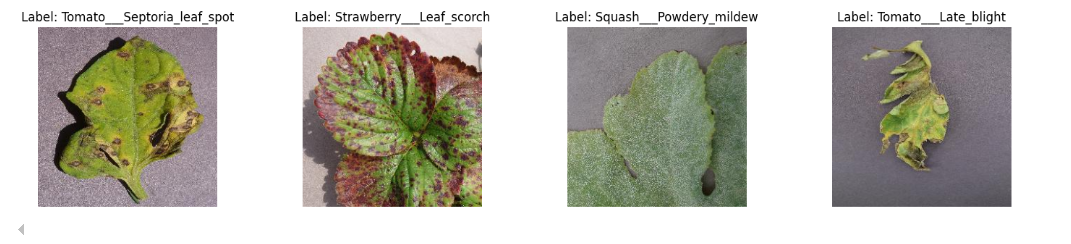 Label: Tomato___Septoria_leaf_spot
Label: Strawberry___Leaf_scorch
Label: Squash___Powdery_mildew
Label: Tomato___Late_blight